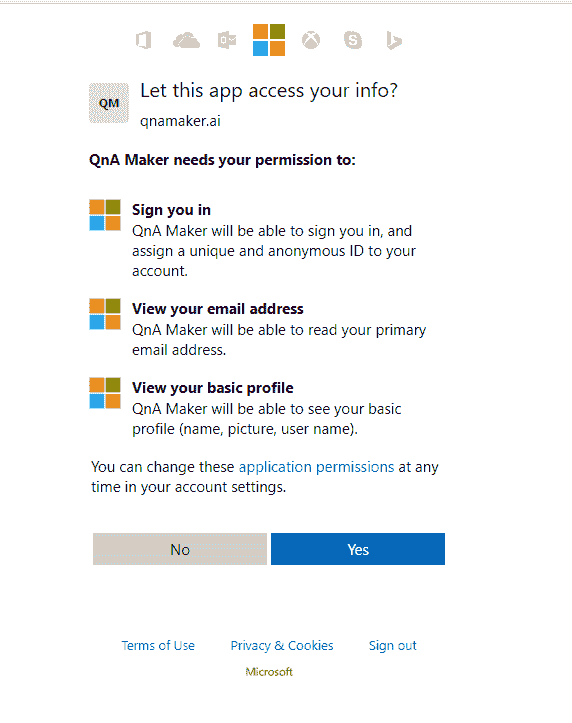 Let this app access your info?
QM
qnamaker.ai
QnA Maker needs your permission to:
Sign you in
QnA Maker will be able to sign you in, and
assign a unique and anonymous ID to your
account.
View your email address
QnA Maker will be able to read your primary
email address.
View your basic profile
QnA Maker will be able to see your basic
profile (name, picture, user name).
You can change these application permissions at any
time in your account settings.
No Yes
Terms of Use Privacy & Cookies Sign out
Microsoft